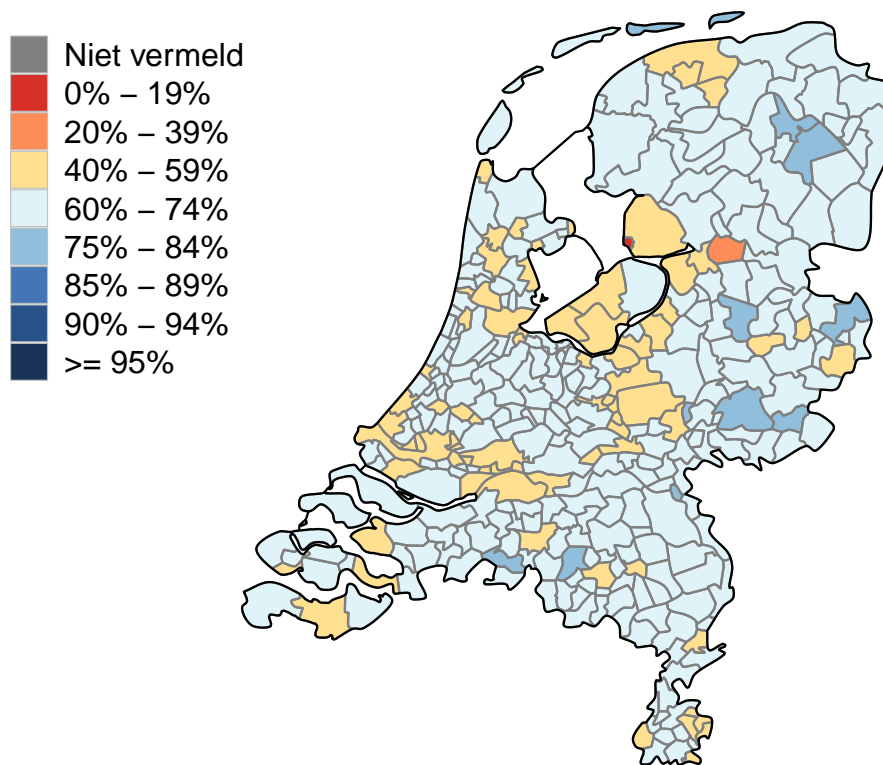 Niet vermeld
0% – 19%
20% – 39%
40% – 59%
60% – 74%
75% – 84%
85% – 89%
90% – 94%
>= 95%